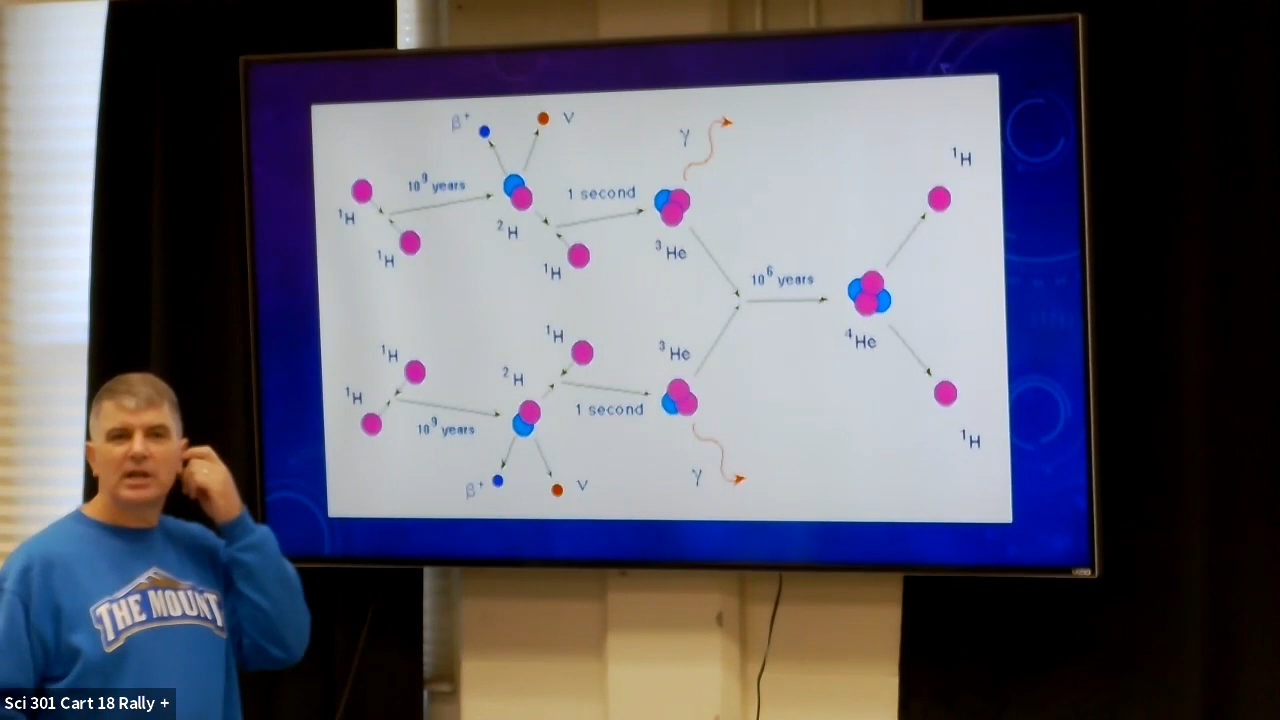 β⁺
ν
γ
¹H
10⁹ years
1 second
¹H
²H
³He
¹H
¹H
10⁶ years
¹H
³He
⁴He
¹H
²H
¹H
1 second
10⁹ years
¹H
γ
β⁺
ν
THE MOUNT
Sci 301 Cart 18 Rally +